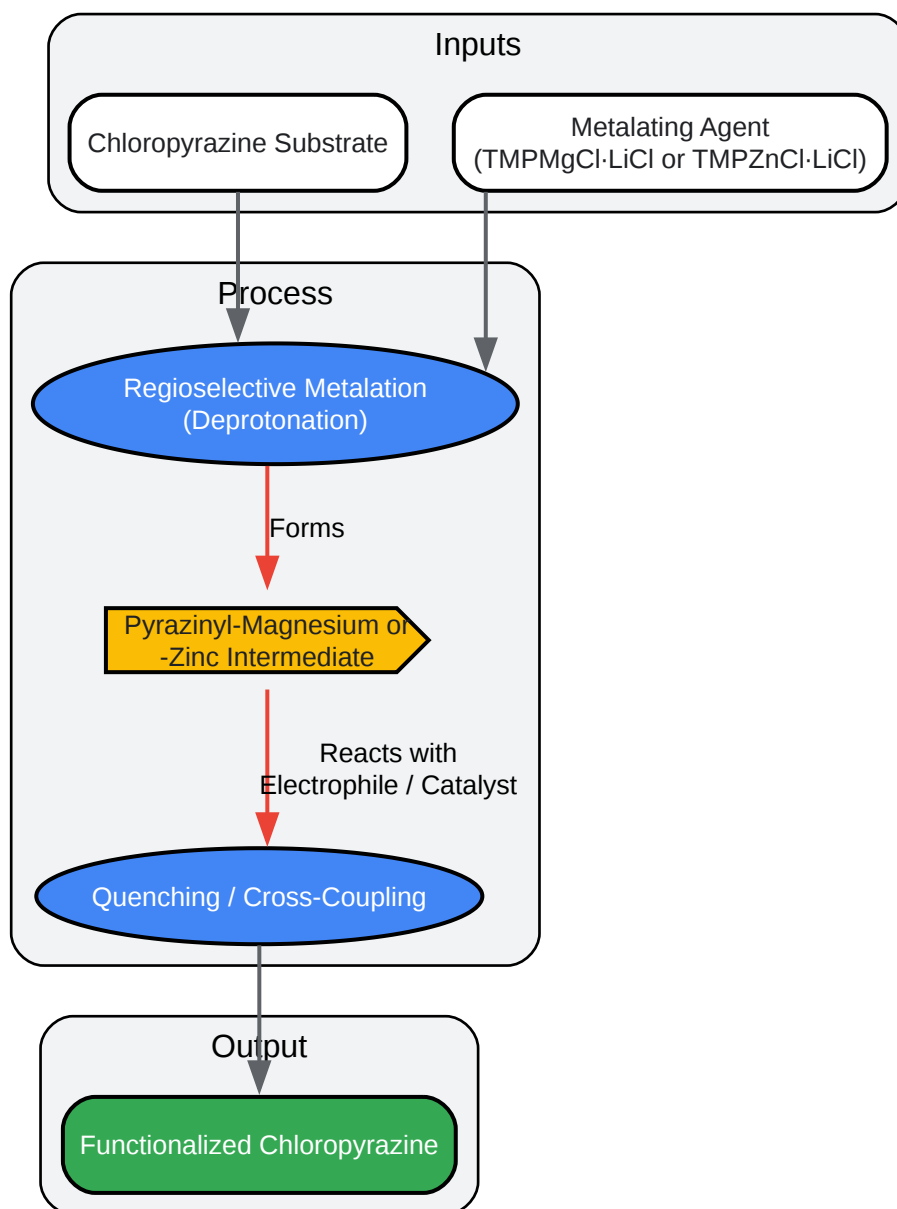 Inputs
Chloropyrazine Substrate
Metalating Agent
(TMPMgCl·LiCl or TMPZnCl·LiCl)
Process
Regioselective Metalation
(Deprotonation)
Forms
Pyrazinyl-Magnesium or
-Zinc Intermediate
Reacts with
Electrophile / Catalyst
Quenching / Cross-Coupling
Output
Functionalized Chloropyrazine